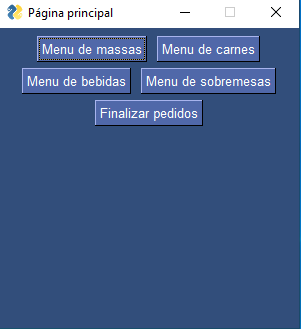 Página principal
Menu de massas Menu de carnes
Menu de bebidas Menu de sobremesas
Finalizar pedidos